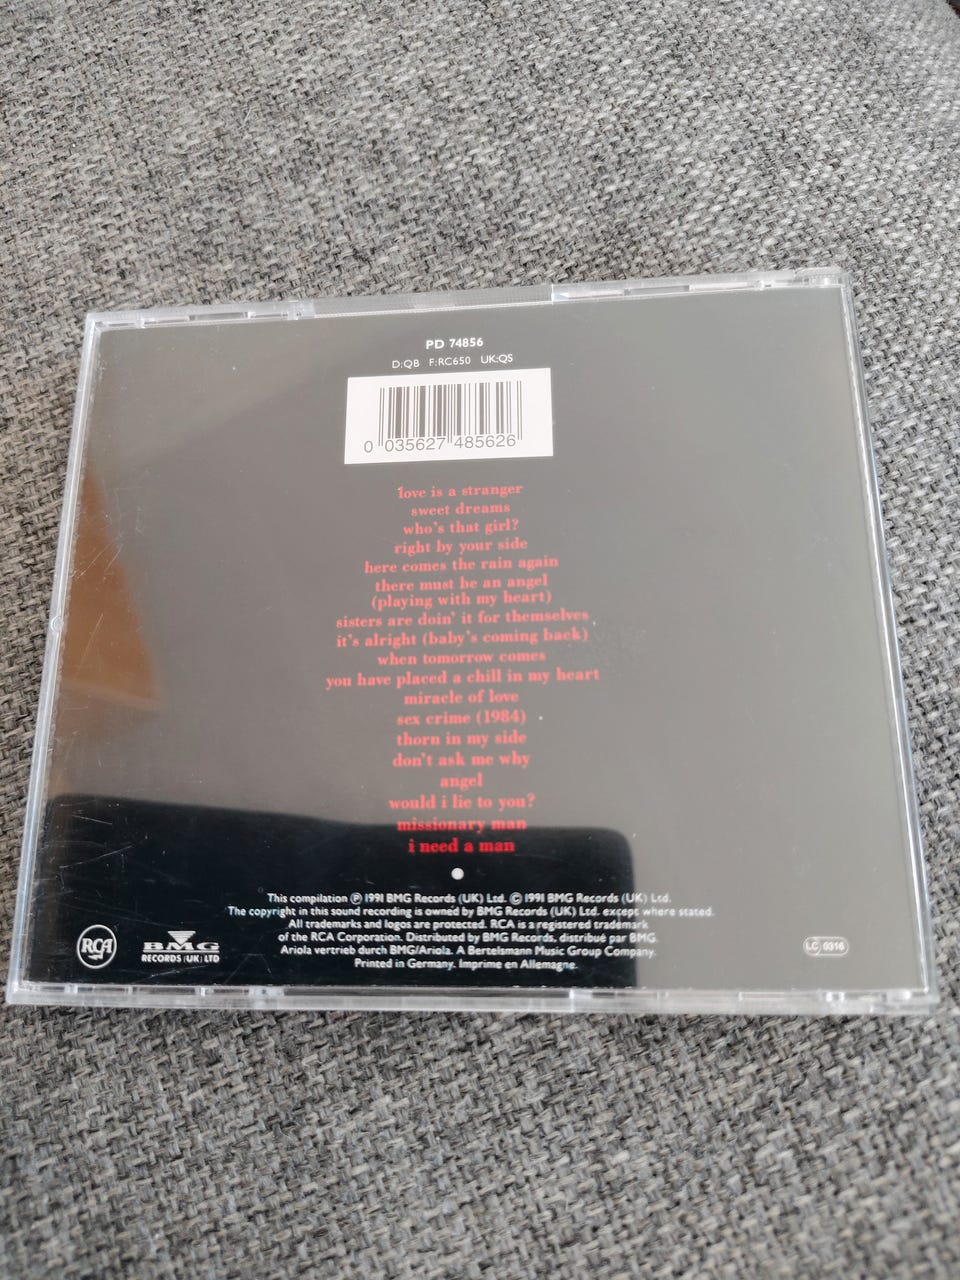 PD 74856
D:QB F:RC650 UK:QS
0 035627 485626
love is a stranger
sweet dreams
who's that girl?
right by your side
here comes the rain again
there must be an angel
(playing with my heart)
sisters are doin' it for themselves
it's alright (baby's coming back)
when tomorrow comes
you have placed a chill in my heart
miracle of love
sex crime (1984)
thorn in my side
don't ask me why
angel
would i lie to you?
missionary man
i need a man
This compilation ℗ 1991 BMG Records (UK) Ltd. © 1991 BMG Records (UK) Ltd.
The copyright in this sound recording is owned by BMG Records (UK) Ltd. except where stated.
All trademarks and logos are protected. RCA is a registered trademark
of the RCA Corporation. Distributed by BMG Records, distribué par BMG.
Ariola vertrieb durch BMG/Ariola. A Bertelsmann Music Group Company.
Printed in Germany. Imprime en Allemagne.
RCA
BMG
RECORDS (UK) LTD
LC 0316